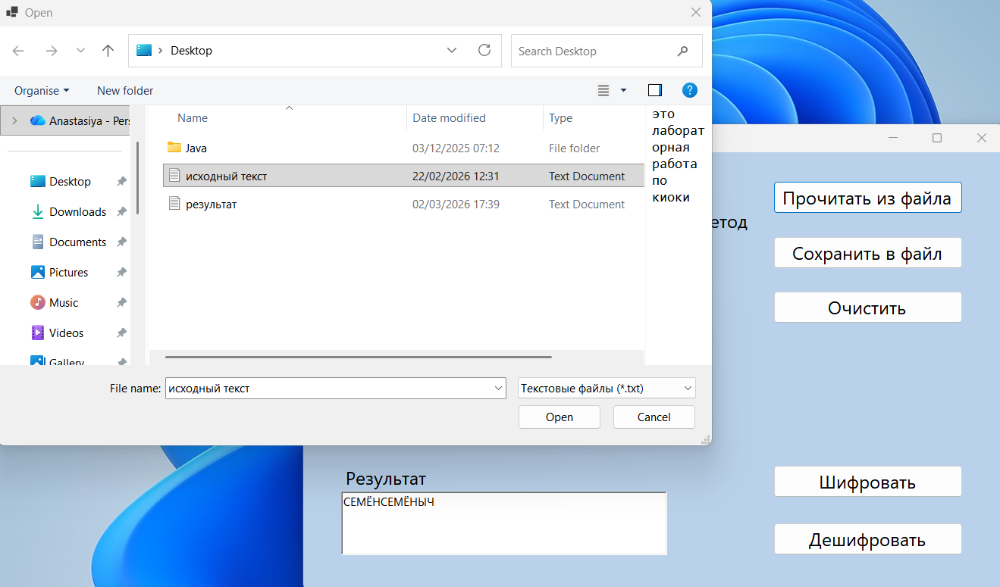 Open
Desktop
Search Desktop
Organise
New folder
Anastasiya - Pers
Desktop
Downloads
Documents
Pictures
Music
Videos
Gallery
Name Date modified Type
Java 03/12/2025 07:12 File folder
исходный текст 22/02/2026 12:31 Text Document
результат 02/03/2026 17:39 Text Document
это
лаборат
орная
работа
по
киоки
File name: исходный текст Текстовые файлы (*.txt)
Open Cancel
етод
Прочитать из файла
Сохранить в файл
Очистить
Результат
СЕМЁНСЕМЁНЫЧ
Шифровать
Дешифровать